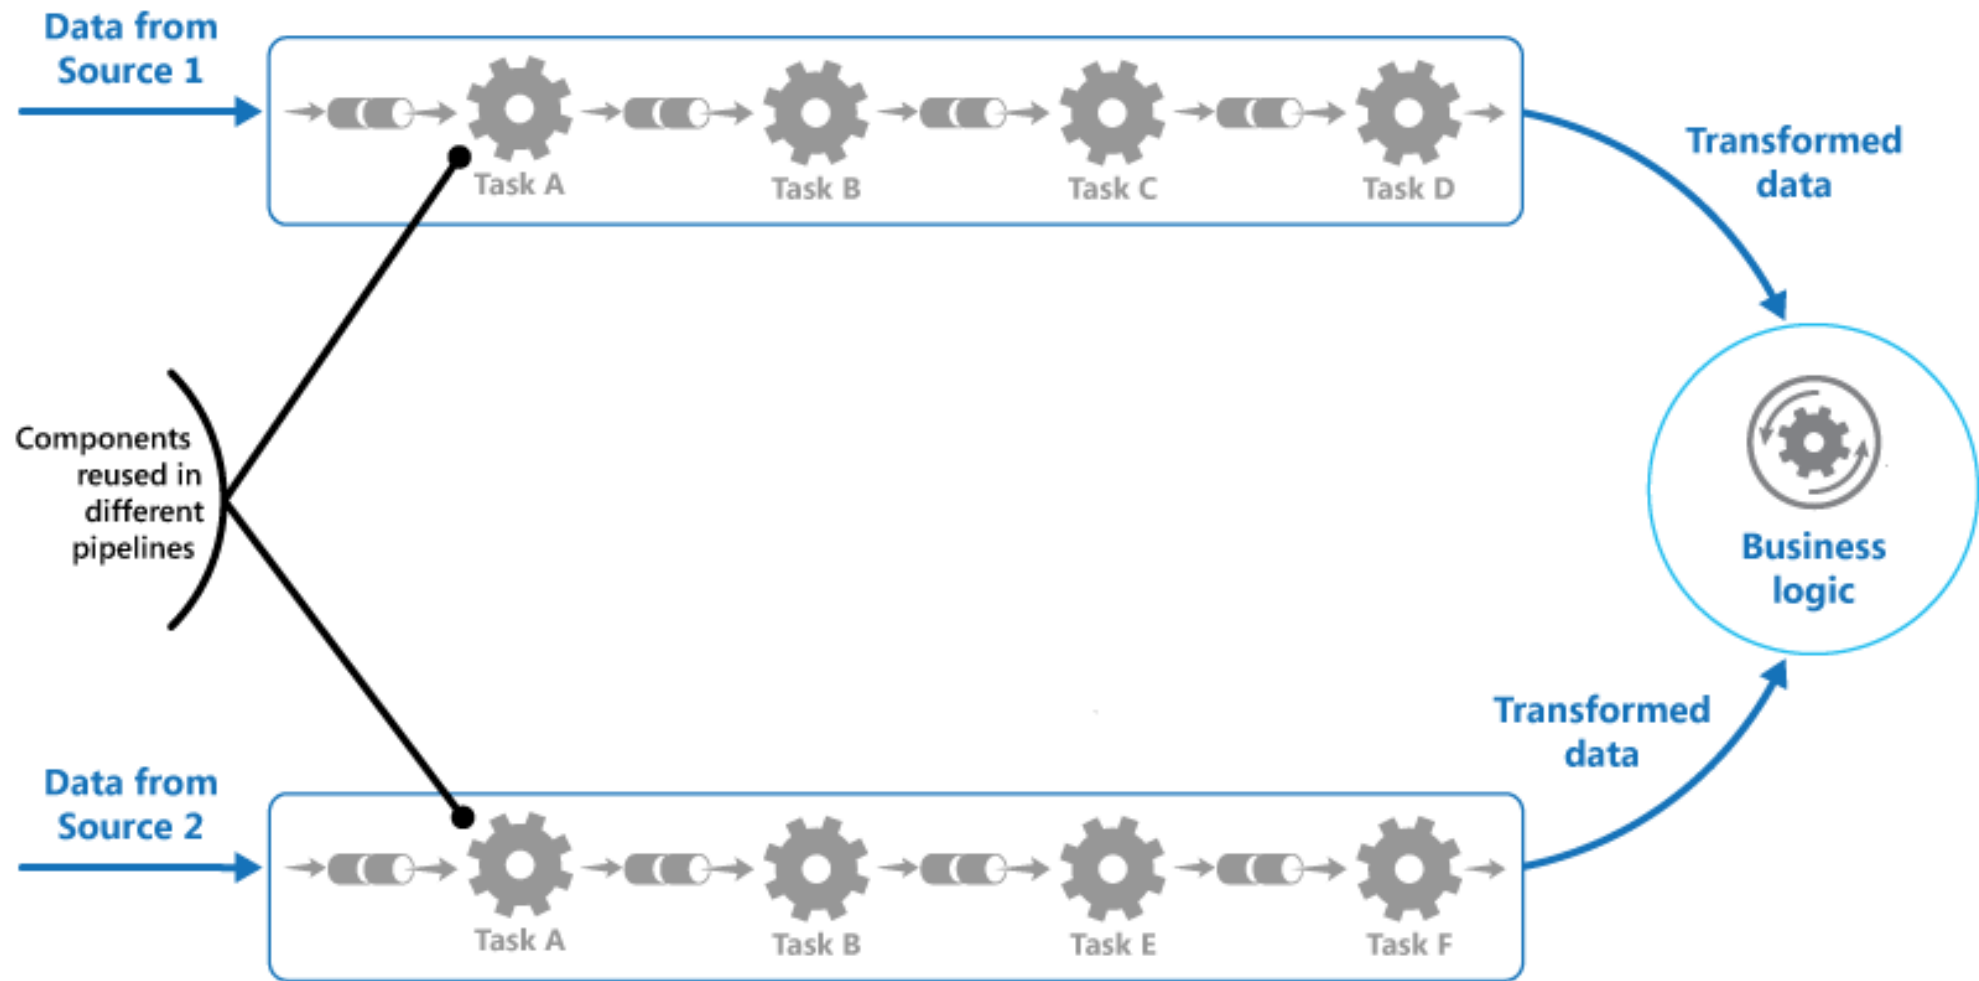 Data from
Source 1
Task A
Task B
Task C
Task D
Transformed
data
Components
reused in
different
pipelines
Business
logic
Transformed
data
Data from
Source 2
Task A
Task B
Task E
Task F